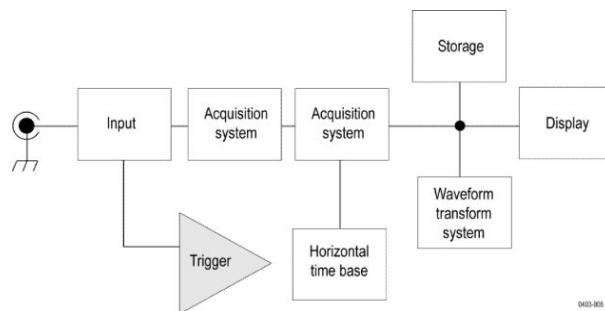 Storage
Input
Acquisition
system
Acquisition
system
Display
Waveform
transform
system
Trigger
Horizontal
time base
0403-006